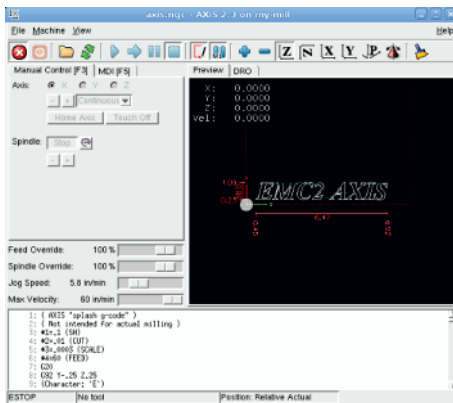 axis.ngc - AXIS 2.3 on my-mill
File Machine View Help
Z N X Y P
Manual Control [F3] MDI [F5] Preview DRO
Axis: X Y Z
- + Continuous
Home Axis Touch Off
Spindle: Stop
- +
X: 0.0000
Y: 0.0000
Z: 0.0000
Vel: 0.0000
EMC2 AXIS
6.47
Feed Override: 100 %
Spindle Override: 100 %
Jog Speed: 5.8 in/min
Max Velocity: 60 in/min
1: ( AXIS "splash g-code" )
2: ( Not intended for actual milling )
3: #1=.1 (SH)
4: #2=.01 (CUT)
5: #3=.0005 (SCALE)
6: #4=60 (FEED)
7: G20
8: G92 Y-.25 Z.25
9: (Character: 'E')
ESTOP No tool Position: Relative Actual